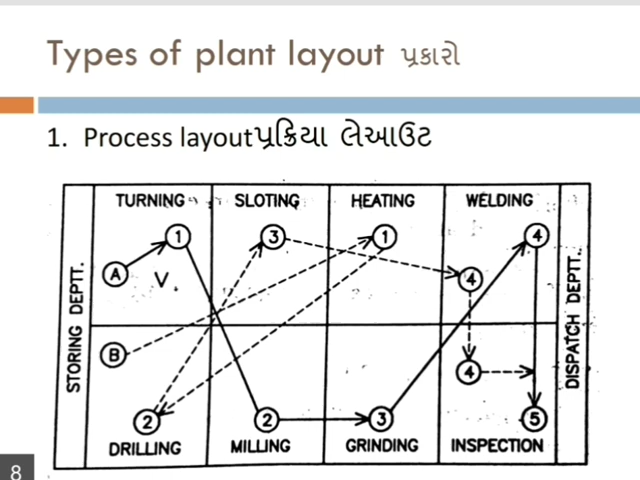 Types of plant layout પ્રકારો
1. Process layoutપ્રક્રિયા લેઆઉટ
TURNING SLOTING HEATING WELDING
1 3 1 4
A 4
V.
STORING DEPTT. DISPATCH DEPTT.
B 4
2 2 3 5
DRILLING MILLING GRINDING INSPECTION
8